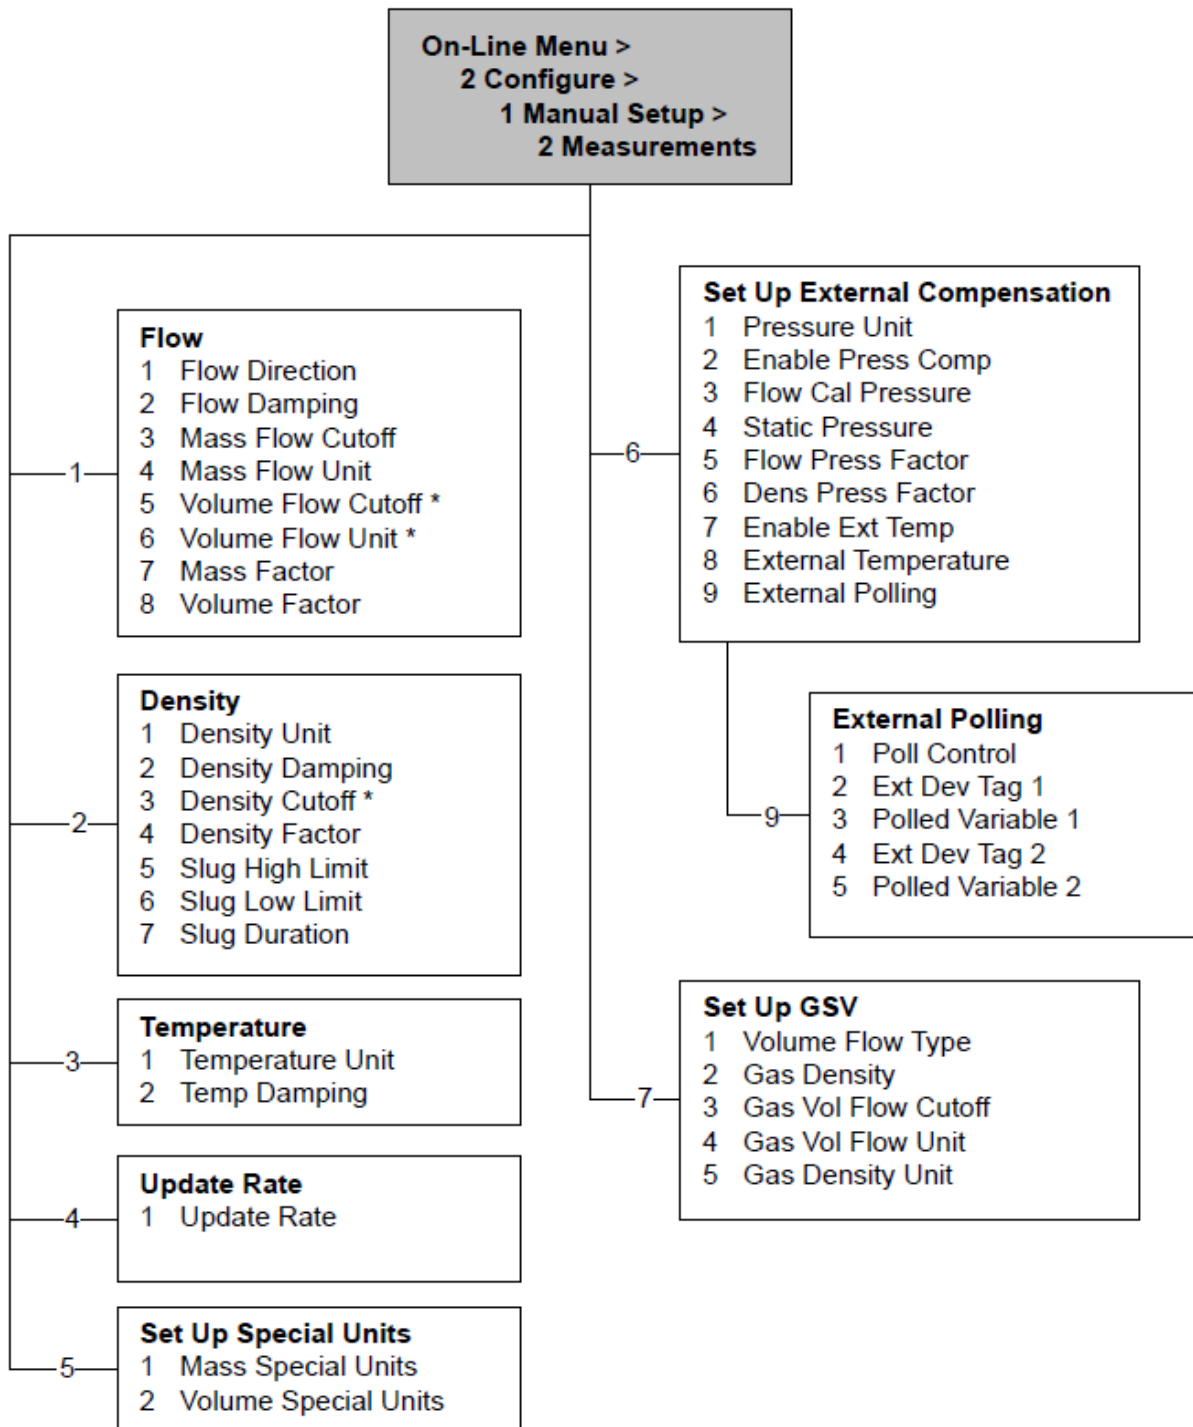 On-Line Menu >
2 Configure >
1 Manual Setup >
2 Measurements
1
Flow
1 Flow Direction
2 Flow Damping
3 Mass Flow Cutoff
4 Mass Flow Unit
5 Volume Flow Cutoff *
6 Volume Flow Unit *
7 Mass Factor
8 Volume Factor
2
Density
1 Density Unit
2 Density Damping
3 Density Cutoff *
4 Density Factor
5 Slug High Limit
6 Slug Low Limit
7 Slug Duration
3
Temperature
1 Temperature Unit
2 Temp Damping
4
Update Rate
1 Update Rate
5
Set Up Special Units
1 Mass Special Units
2 Volume Special Units
6
Set Up External Compensation
1 Pressure Unit
2 Enable Press Comp
3 Flow Cal Pressure
4 Static Pressure
5 Flow Press Factor
6 Dens Press Factor
7 Enable Ext Temp
8 External Temperature
9 External Polling
9
External Polling
1 Poll Control
2 Ext Dev Tag 1
3 Polled Variable 1
4 Ext Dev Tag 2
5 Polled Variable 2
7
Set Up GSV
1 Volume Flow Type
2 Gas Density
3 Gas Vol Flow Cutoff
4 Gas Vol Flow Unit
5 Gas Density Unit